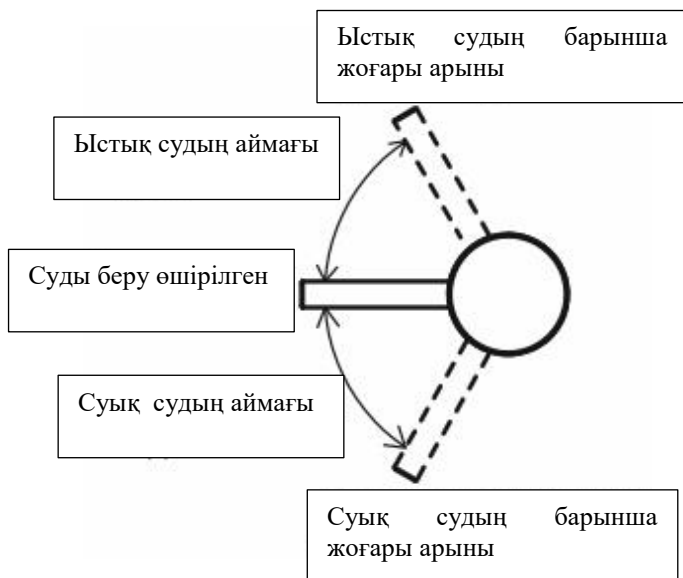 Ыстық судың барынша
жоғары арыны
Ыстық судың аймағы
Суды беру өшірілген
Суық судың аймағы
Суық судың барынша
жоғары арыны